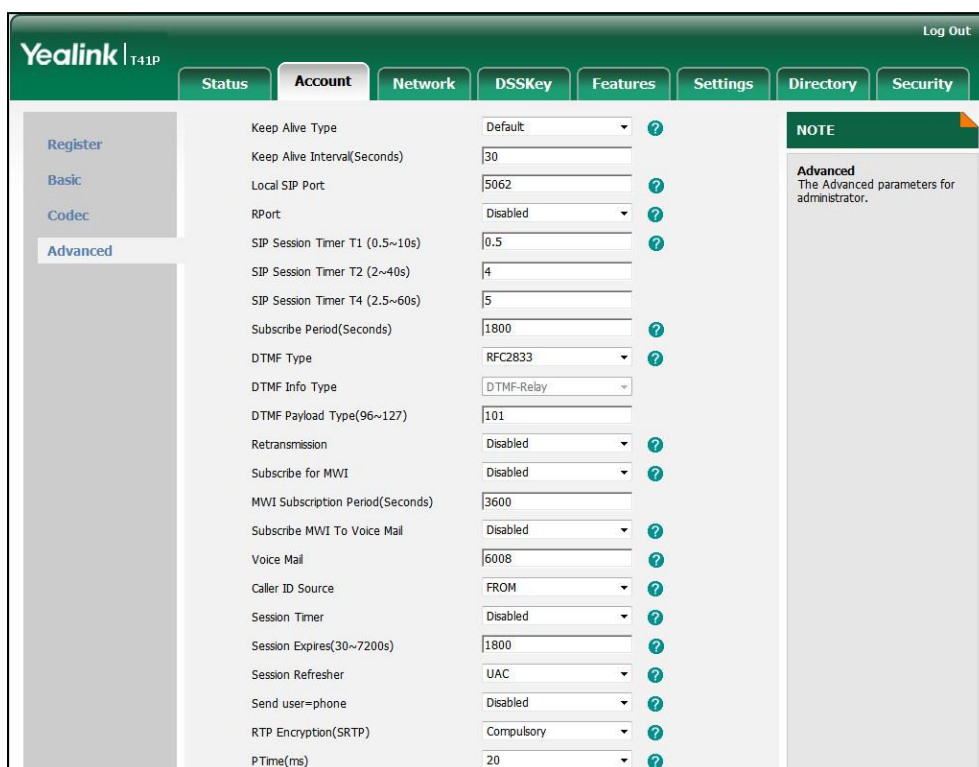 Log Out
Yealink | T41P
Status Account Network DSSKey Features Settings Directory Security
Register
Basic
Codec
Advanced
Keep Alive Type Default ?
Keep Alive Interval(Seconds) 30
Local SIP Port 5062 ?
RPort Disabled ?
SIP Session Timer T1 (0.5~10s) 0.5 ?
SIP Session Timer T2 (2~40s) 4
SIP Session Timer T4 (2.5~60s) 5
Subscribe Period(Seconds) 1800 ?
DTMF Type RFC2833 ?
DTMF Info Type DTMF-Relay
DTMF Payload Type(96~127) 101
Retransmission Disabled ?
Subscribe for MWI Disabled ?
MWI Subscription Period(Seconds) 3600
Subscribe MWI To Voice Mail Disabled ?
Voice Mail 6008 ?
Caller ID Source FROM ?
Session Timer Disabled ?
Session Expires(30~7200s) 1800 ?
Session Refresher UAC ?
Send user=phone Disabled ?
RTP Encryption(SRTP) Compulsory ?
PTime(ms) 20 ?
NOTE
Advanced
The Advanced parameters for
administrator.